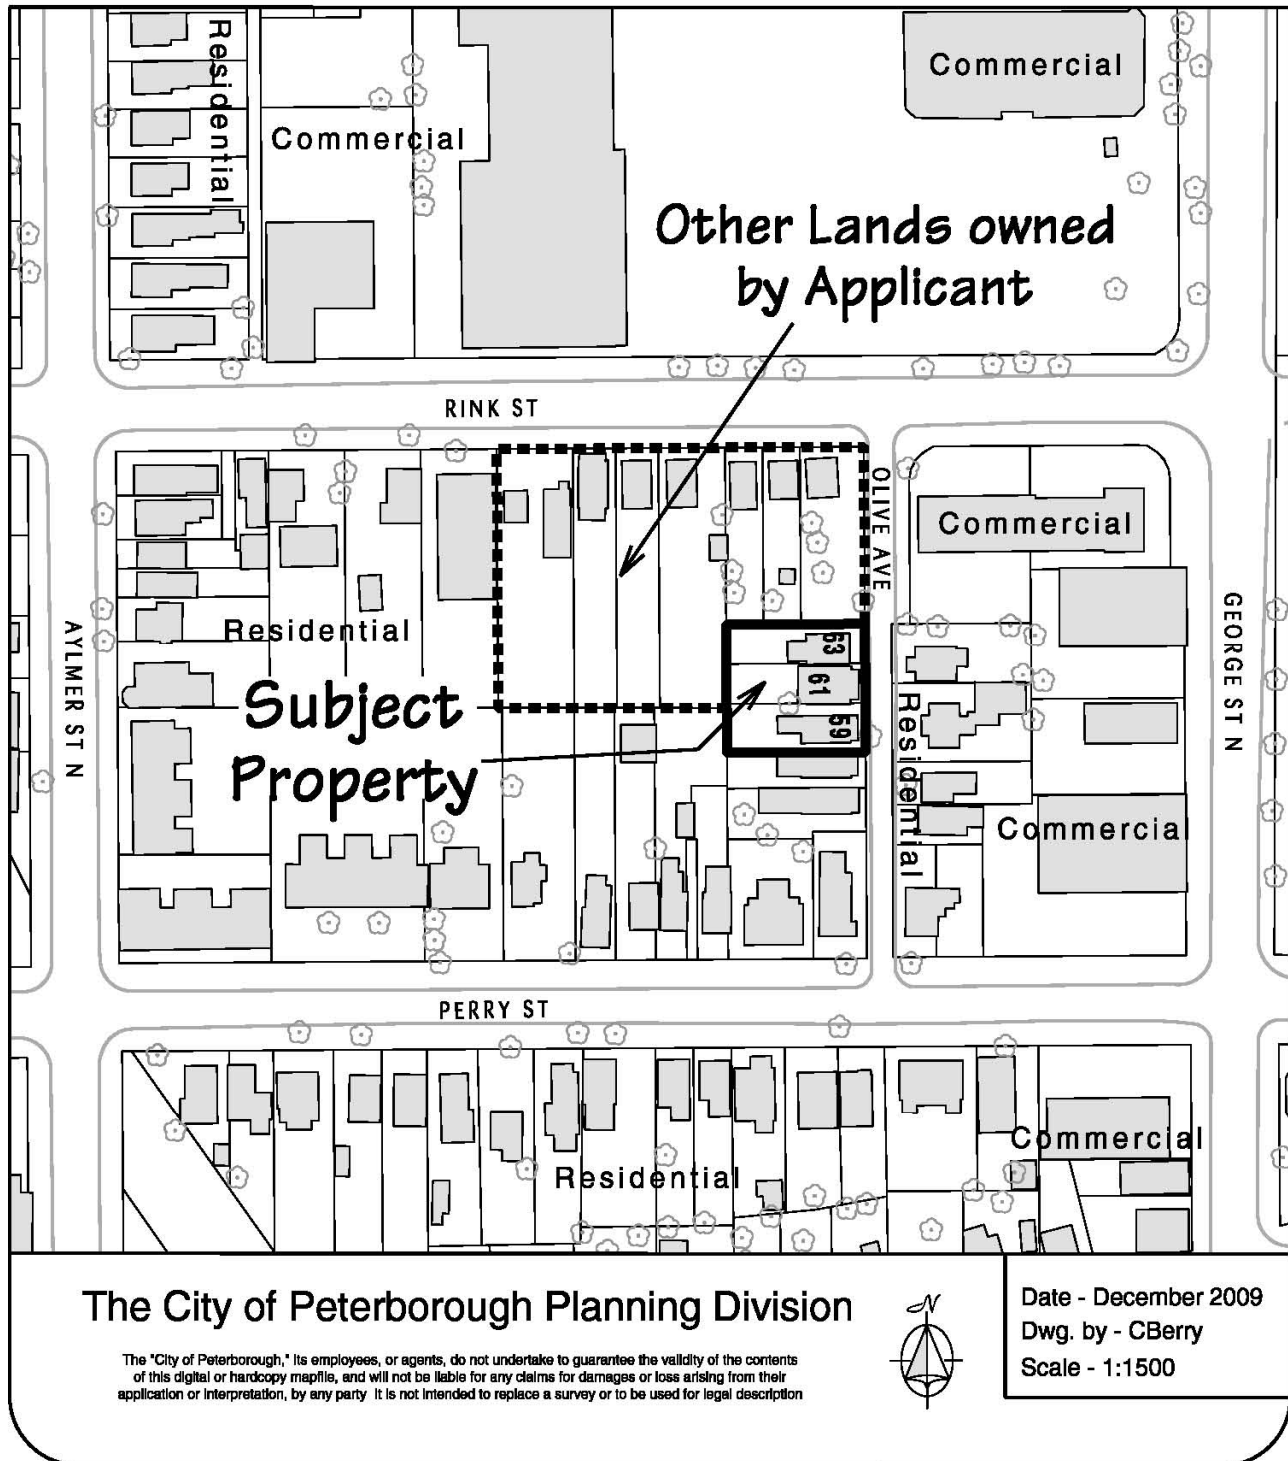 Residential
Commercial
Commercial
Other Lands owned
by Applicant
RINK ST
OLIVE AVE
Commercial
GEORGE ST N
AYLMER ST N
Residential
63
61
59
Subject
Property
Residential
Commercial
PERRY ST
Commercial
Residential
The City of Peterborough Planning Division
The "City of Peterborough," its employees, or agents, do not undertake to guarantee the validity of the contents
of this digital or hardcopy mapfile, and will not be liable for any claims for damages or loss arising from their
application or interpretation, by any party It is not intended to replace a survey or to be used for legal description
N
Date - December 2009
Dwg. by - CBerry
Scale - 1:1500